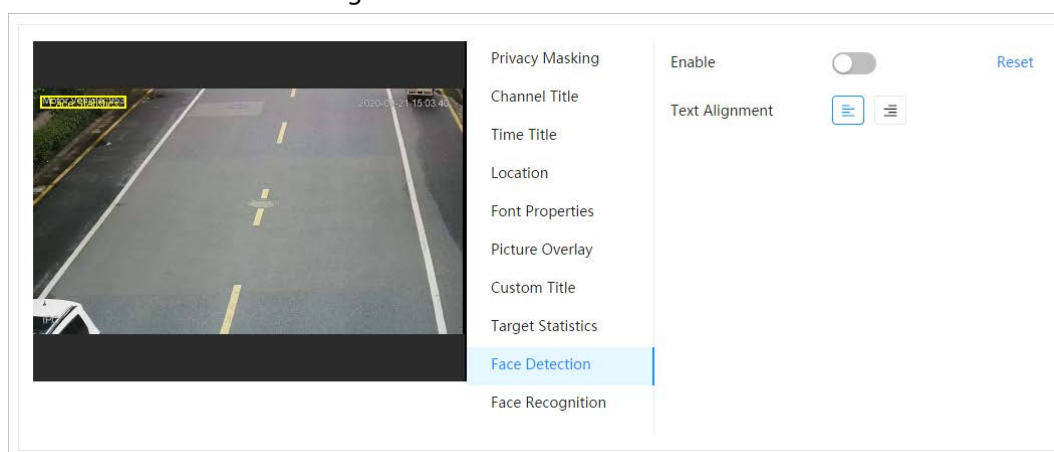 Privacy Masking
Channel Title
Time Title
Location
Font Properties
Picture Overlay
Custom Title
Target Statistics
Face Detection
Face Recognition
Enable
Reset
Text Alignment